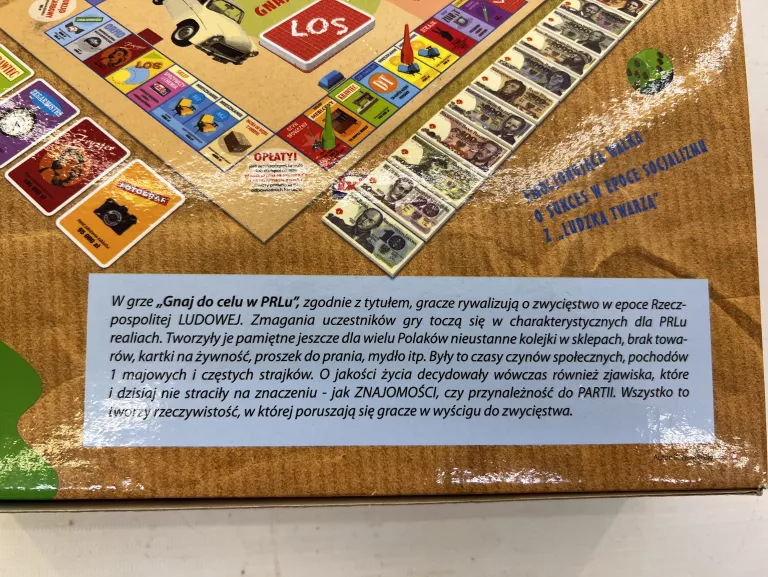 GNA
LOS
LOS
OPŁATY!
FOTOGRAF
EMOCJONUJĄCA WALKA
O SUKCES W EPOCE SOCJALIZMU
Z „LUDZKĄ TWARZĄ”
W grze „Gnaj do celu w PRLu”, zgodnie z tytułem, gracze rywalizują o zwycięstwo w epoce Rzecz-
pospolitej LUDOWEJ. Zmagania uczestników gry toczą się w charakterystycznych dla PRLu
realiach. Tworzyły je pamiętne jeszcze dla wielu Polaków nieustanne kolejki w sklepach, brak towa-
rów, kartki na żywność, proszek do prania, mydło itp. Były to czasy czynów społecznych, pochodów
1 majowych i częstych strajków. O jakości życia decydowały wówczas również zjawiska, które
i dzisiaj nie straciły na znaczeniu - jak ZNAJOMOŚCI, czy przynależność do PARTII. Wszystko to
tworzy rzeczywistość, w której poruszają się gracze w wyścigu do zwycięstwa.